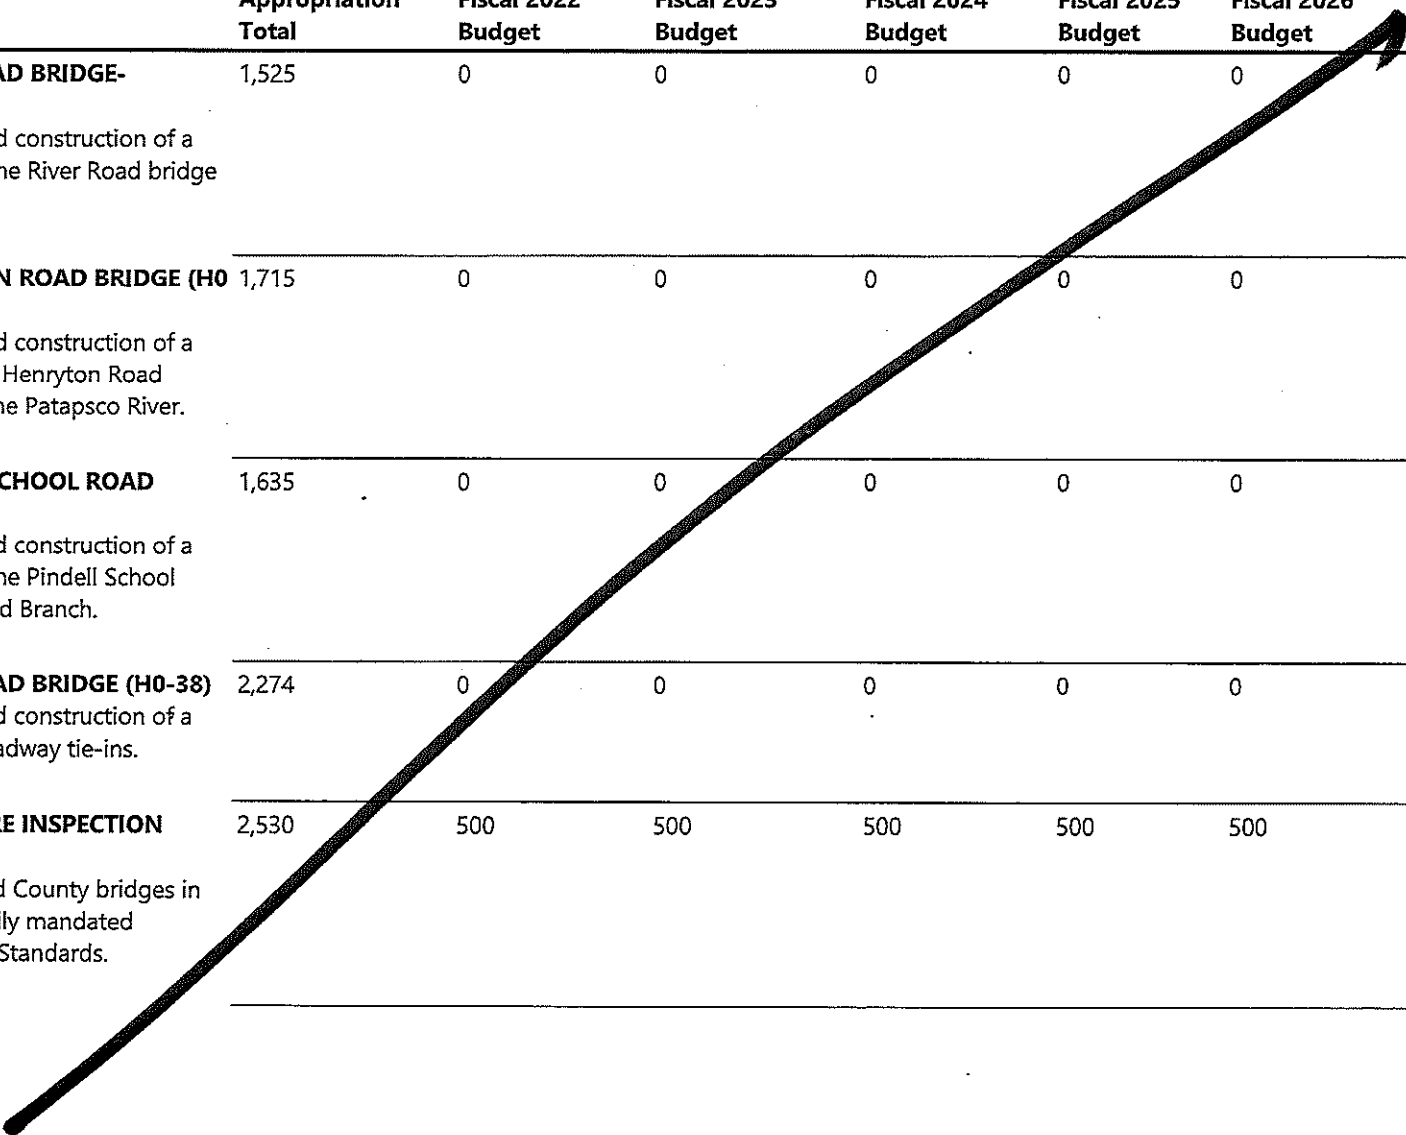 Appropriation Fiscal 2022 Fiscal 2023 Fiscal 2024 Fiscal 2025 Fiscal 2026
Total Budget Budget Budget Budget Budget
AD BRIDGE- 1,525 0 0 0 0 0
d construction of a
ne River Road bridge
N ROAD BRIDGE (H0 1,715 0 0 0 0 0
d construction of a
Henryton Road
ne Patapsco River.
CHOOL ROAD 1,635 0 0 0 0 0
d construction of a
ne Pindell School
d Branch.
AD BRIDGE (H0-38) 2,274 0 0 0 0 0
d construction of a
adway tie-ins.
RE INSPECTION 2,530 500 500 500 500 500
d County bridges in
lly mandated
Standards.